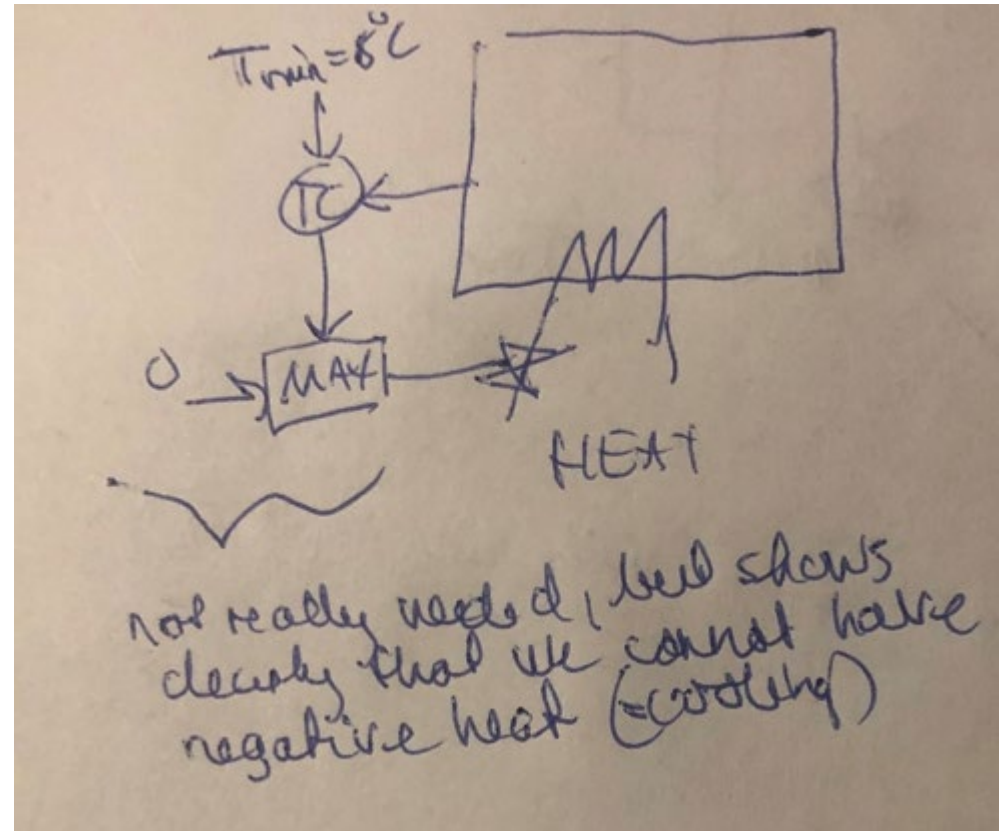 Tmin=8°C
TC
0
MAX
HEAT
not really needed, but shows
clearly that we cannot have
negative heat (=cooling)